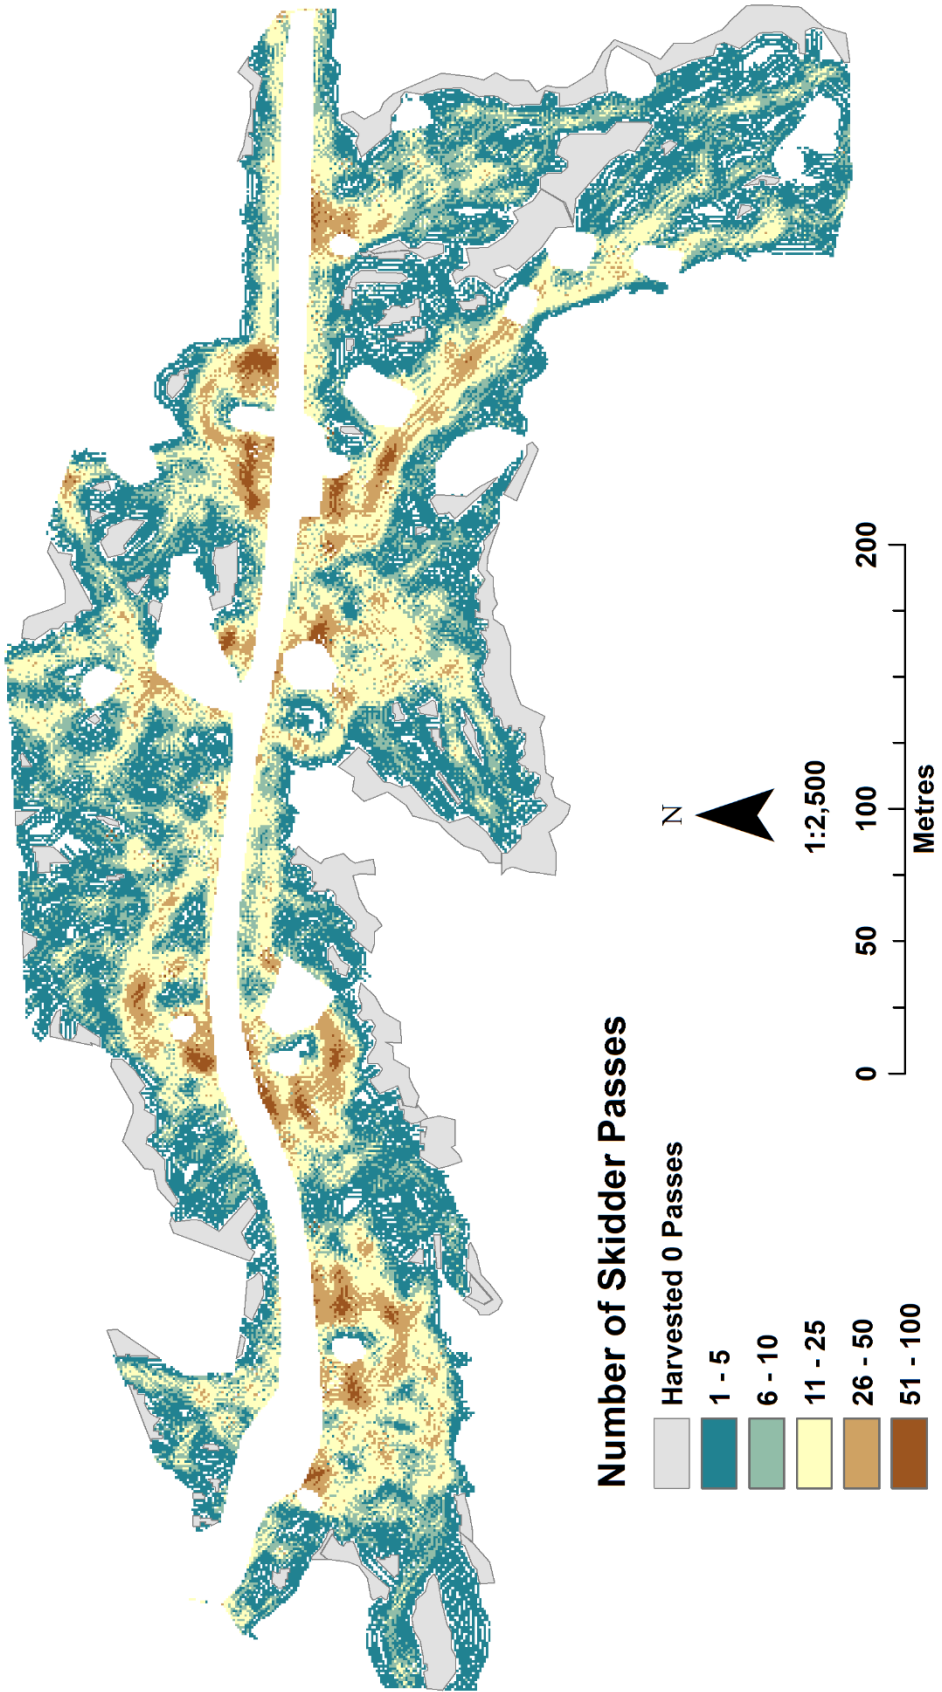 Number of Skidder Passes
Harvested 0 Passes
1 - 5
6 - 10
11 - 25
26 - 50
51 - 100
N
1:2,500
0 50 100 200
Metres